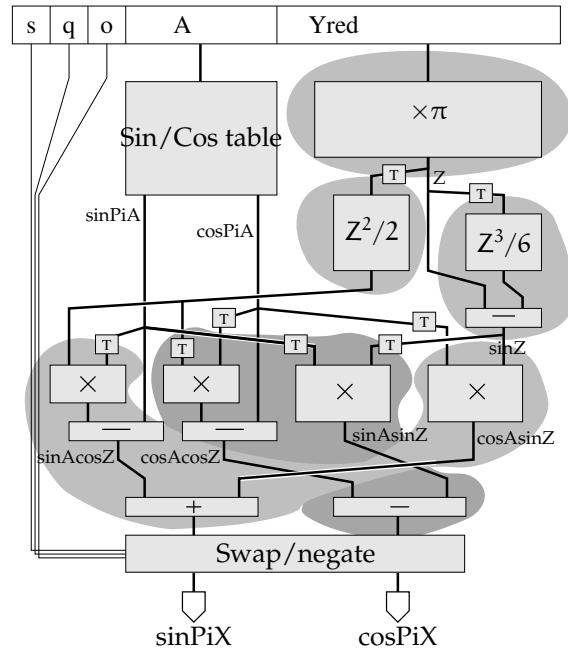 s q o A Yred
Sin/Cos table
×π
T
Z
T
sinPiA
cosPiA
Z²/2
Z³/6
—
T
T
sinZ
T
T
T
T
×
×
×
×
—
—
sinAsinZ
cosAsinZ
sinAcosZ
cosAcosZ
+
—
Swap/negate
sinPiX
cosPiX